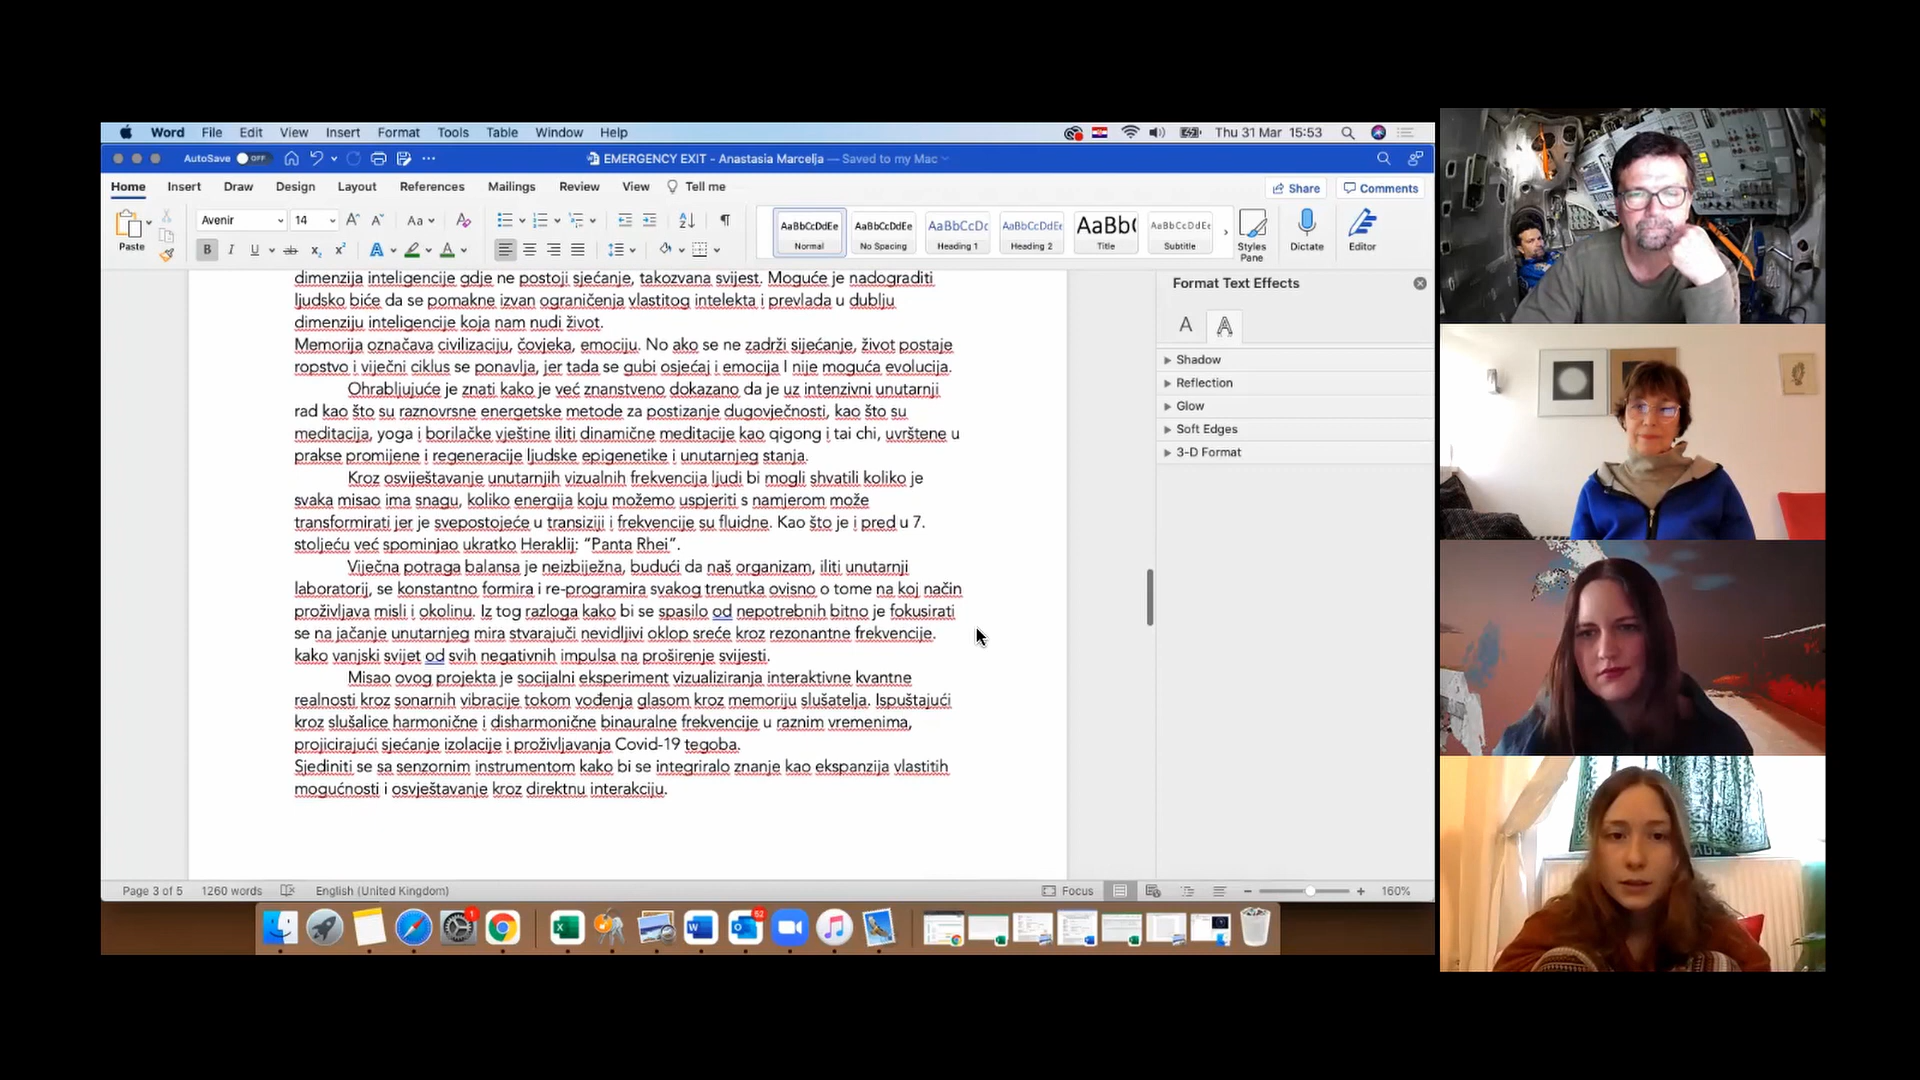 Word File Edit View Insert Format Tools Table Window Help Thu 31 Mar 15:53
AutoSave OFF EMERGENCY EXIT - Anastasia Marcelja — Saved to my Mac
Home Insert Draw Design Layout References Mailings Review View Tell me Share Comments
Paste Avenir 14 Aa
AaBbCcDdEe AaBbCcDdEe AaBbCcDc AaBbCcDdEe AaBb( AaBbCcDdEe
Normal No Spacing Heading 1 Heading 2 Title Subtitle Styles Pane Dictate Editor
dimenzija inteligencije gdje ne postoji sjećanje, takozvana svijest. Moguće je nadograditi
ljudsko biće da se pomakne izvan ograničenja vlastitog intelekta i prevlada u dublju
dimenziju inteligencije koja nam nudi život.
Memorija označava civilizaciju, čovjeka, emociju. No ako se ne zadrži sijećanje, život postaje
ropstvo i viječni ciklus se ponavlja, jer tada se gubi osjećaj i emocija I nije moguća evolucija.
Ohrabljujuće je znati kako je već znanstveno dokazano da je uz intenzivni unutarnji
rad kao što su raznovrsne energetske metode za postizanje dugovječnosti, kao što su
meditacija, yoga i borilačke vještine iliti dinamične meditacije kao qigong i tai chi, uvrštene u
prakse promijene i regeneracije ljudske epigenetike i unutarnjeg stanja.
Kroz osviještavanje unutarnjih vizualnih frekvencija ljudi bi mogli shvatili koliko je
svaka misao ima snagu, koliko energija koju možemo uspjeriti s namjerom može
transformirati jer je svepostojeće u transiziji i frekvencije su fluidne. Kao što je i pred u 7.
stoljeću već spominjao ukratko Heraklij: “Panta Rhei”.
Viječna potraga balansa je neizbiježna, budući da naš organizam, iliti unutarnji
laboratorij, se konstantno formira i re-programira svakog trenutka ovisno o tome na koj način
proživljava misli i okolinu. Iz tog razloga kako bi se spasilo od nepotrebnih bitno je fokusirati
se na jačanje unutarnjeg mira stvarajuči nevidljivi oklop sreće kroz rezonantne frekvencije.
kako vanjski svijet od svih negativnih impulsa na proširenje svijesti.
Misao ovog projekta je socijalni eksperiment vizualiziranja interaktivne kvantne
realnosti kroz sonarnih vibracije tokom vođenja glasom kroz memoriju slušatelja. Ispuštajući
kroz slušalice harmonične i disharmonične binauralne frekvencije u raznim vremenima,
projicirajući sjećanje izolacije i proživljavanja Covid-19 tegoba.
Sjediniti se sa senzornim instrumentom kako bi se integriralo znanje kao ekspanzija vlastitih
mogućnosti i osvještavanje kroz direktnu interakciju.
Format Text Effects
Shadow
Reflection
Glow
Soft Edges
3-D Format
Page 3 of 5 1260 words English (United Kingdom) Focus 160%